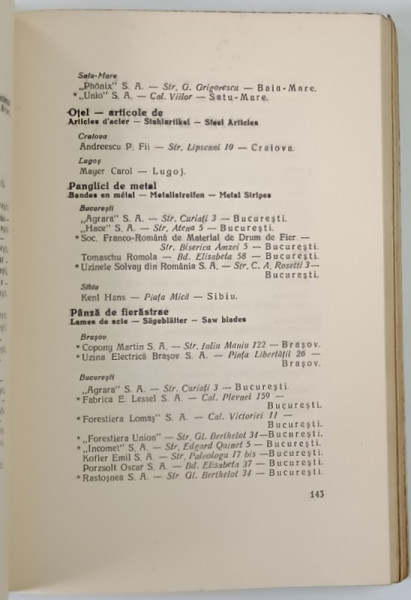 Satu-Mare
„Phönix" S. A. — Str. G. Grigorescu — Baia-Mare.
* „Unio" S. A. — Cal. Viilor — Satu-Mare.
Oțel — articole de
Articles d'acier — Stahlartikel — Steel Articles
Craiova
Andreescu P. Fii — Str. Lipscani 10 — Craiova.
Lugoș
Mayer Carol — Lugoj.
Panglici de metal
Bandes en métal — Metallstreifen — Metal Stripes
București
„Agrara" S. A. — Str. Curiați 3 — București.
„Hace" S. A. — Str. Atena 5 — București.
* Soc. Franco-Română de Material de Drum de Fier —
Str. Biserica Amzei 5 — București.
Tomaschu Romola — Bd. Elisabeta 58 — București.
* Uzinele Solvay din România S. A. — Str. C. A. Rosetti 3—
București.
Sibiu
Kenl Hans — Piața Mică — Sibiu.
Pânză de fierăstrae
Lames de scie — Sägeblätter — Saw blades
Brașov
* Copony Martin S. A. — Str. Iuliu Maniu 122 — Brașov.
* Uzina Electrică Brașov S. A. — Piața Libertății 26 —
Brașov.
București
„Agrara" S. A. — Str. Curiați 3 — București.
* Fabrica E. Lessel S. A. — Cal. Plevnei 159 —
București.
* „Forestiera Lomaș" S. A. — Cal. Victoriei 11 —
București.
* „Forestiera Union" — Str. Gl. Berthelot 34—București.
* „Incomet" S. A. — Str. Edgard Quinet 5 — București.
Kofler Emil S. A. — Str. Paleologu 17 bis —București.
Porzsolt Oscar S. A. — Bd. Elisabeta 37 — București.
* Rastoșnea S. A. — Str. Gl. Berthelot 34 — București.
143